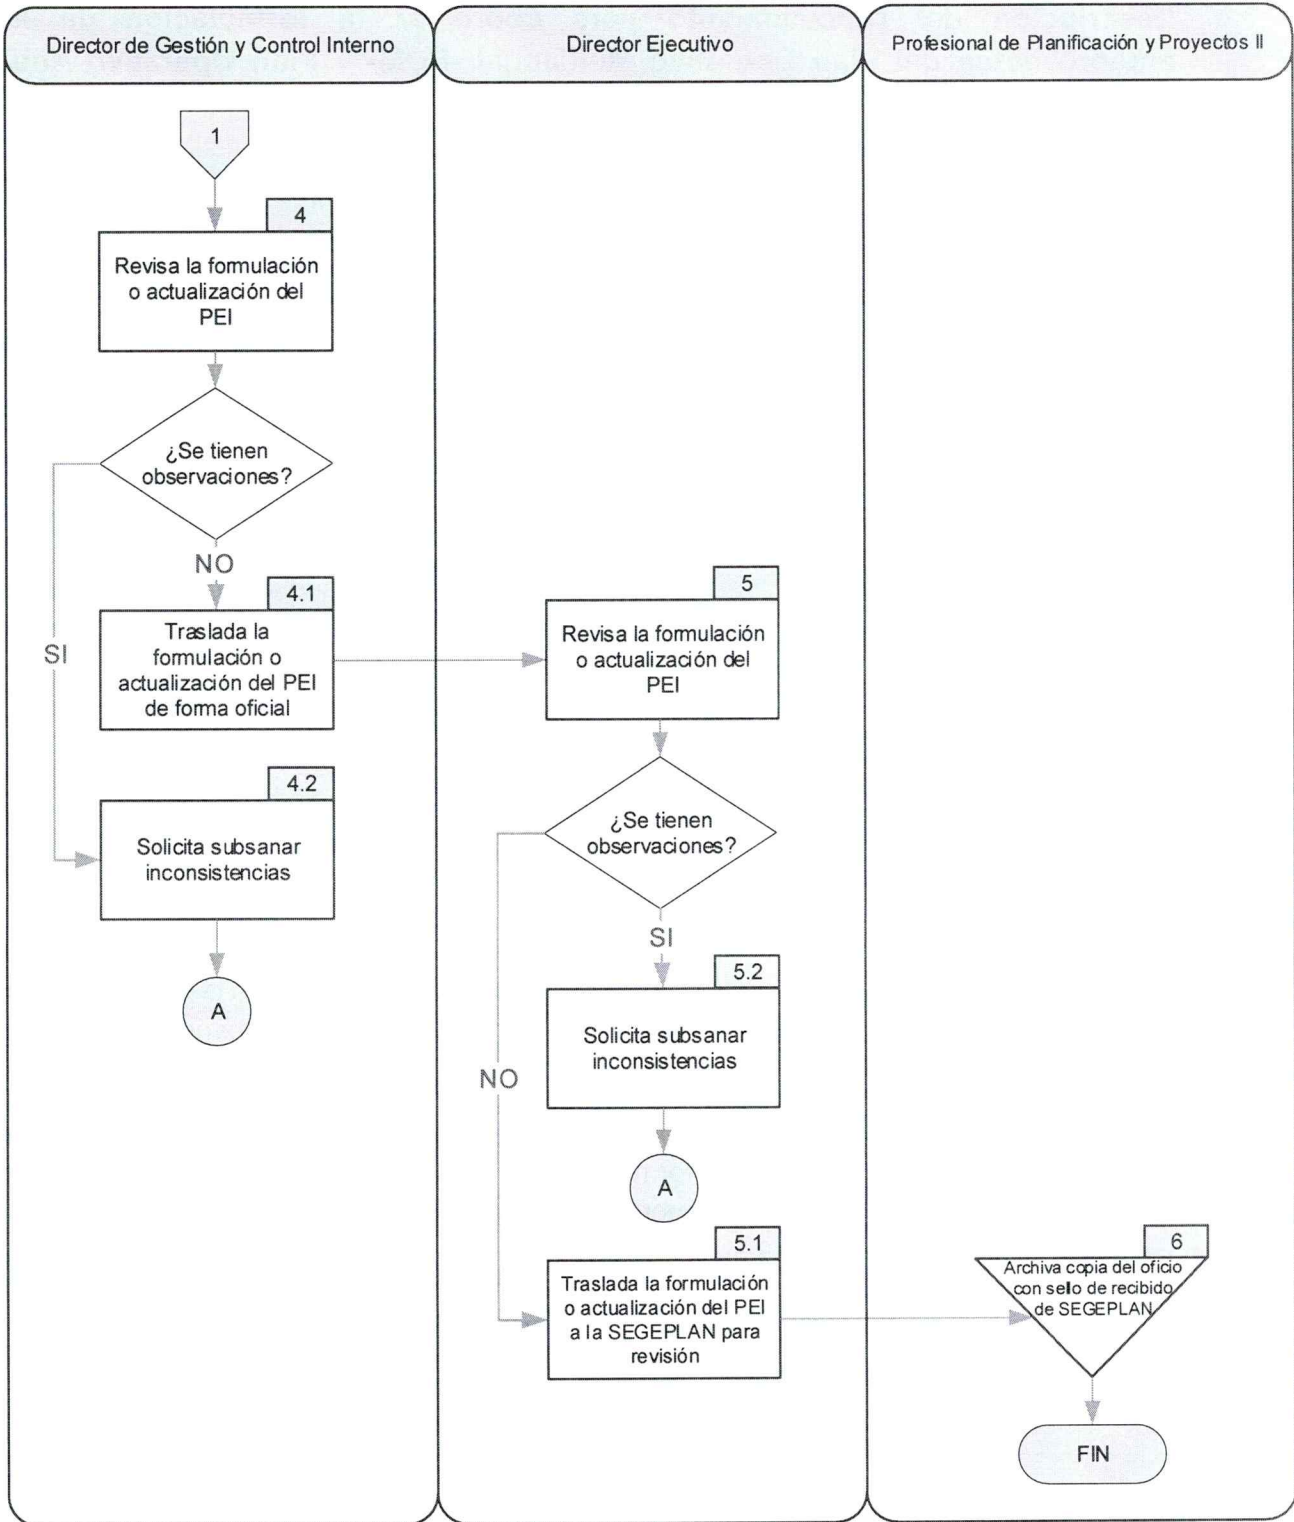 Director de Gestión y Control Interno
Director Ejecutivo
Profesional de Planificación y Proyectos II
1
4
Revisa la formulación
o actualización del
PEI
¿Se tienen
observaciones?
NO
SI
4.1
Traslada la
formulación o
actualización del PEI
de forma oficial
4.2
Solicita subsanar
inconsistencias
A
5
Revisa la formulación
o actualización del
PEI
¿Se tienen
observaciones?
SI
NO
5.2
Solicita subsanar
inconsistencias
A
5.1
Traslada la formulación
o actualización del PEI
a la SEGEPLAN para
revisión
6
Archiva copia del oficio
con sello de recibido
de SEGEPLAN
FIN